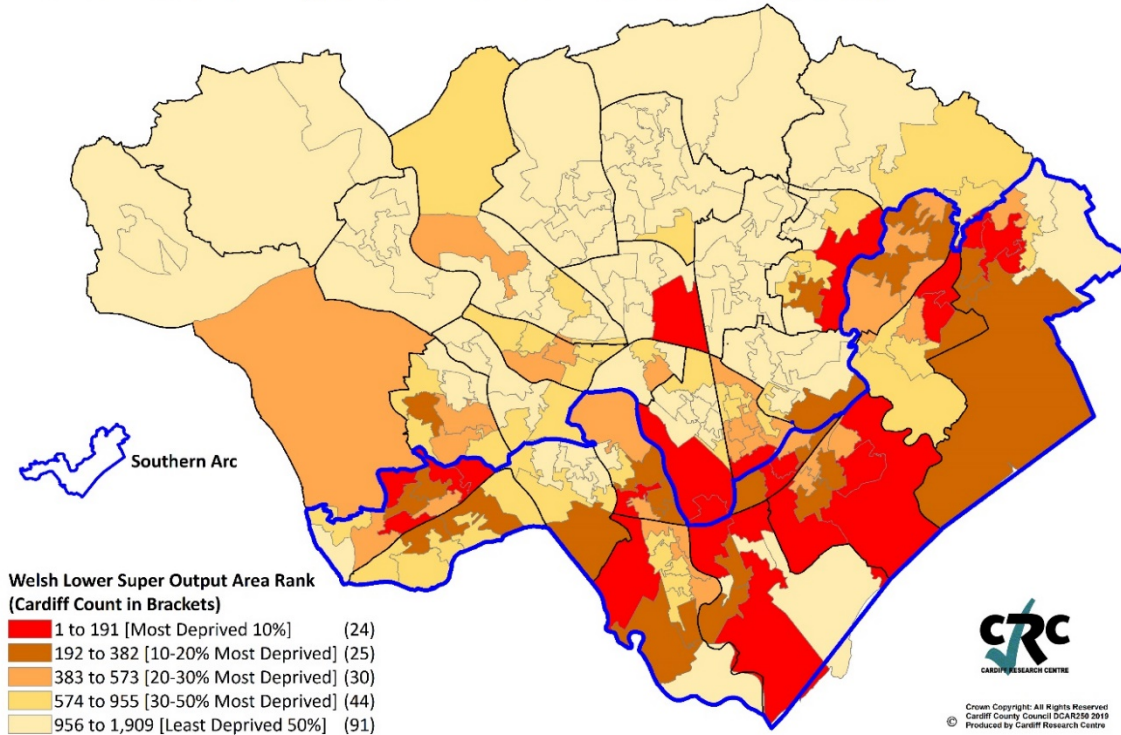 Southern Arc
Welsh Lower Super Output Area Rank
(Cardiff Count in Brackets)
1 to 191 [Most Deprived 10%] (24)
192 to 382 [10-20% Most Deprived] (25)
383 to 573 [20-30% Most Deprived] (30)
574 to 955 [30-50% Most Deprived] (44)
956 to 1,909 [Least Deprived 50%] (91)
CRC
CARDIFF RESEARCH CENTRE
Crown Copyright: All Rights Reserved
Cardiff County Council DCAR250 2019
© Produced by Cardiff Research Centre